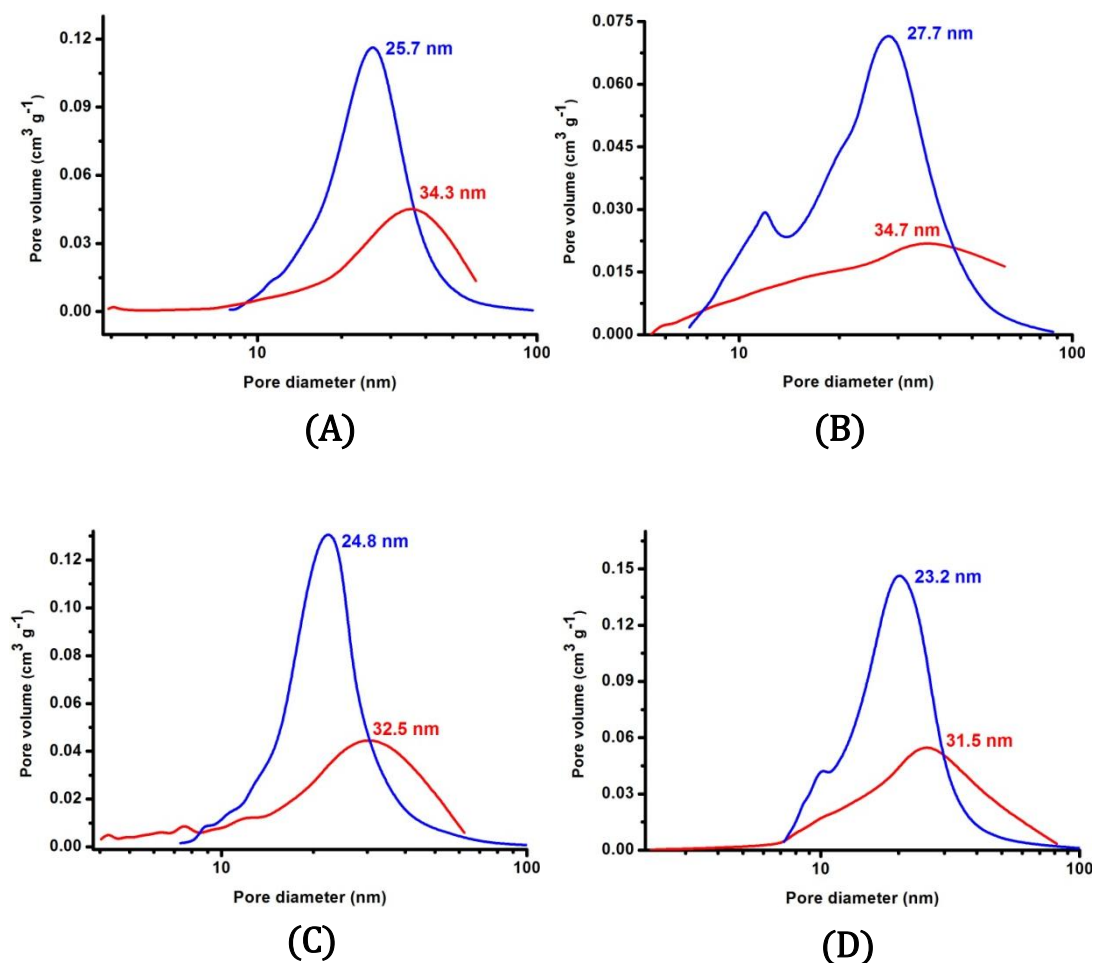 0.12
0.09
0.06
0.03
0.00
Pore volume (cm³ g⁻¹)
25.7 nm
34.3 nm
10
100
Pore diameter (nm)
(A)
0.075
0.060
0.045
0.030
0.015
0.000
Pore volume (cm³ g⁻¹)
27.7 nm
34.7 nm
10
100
Pore diameter (nm)
(B)
0.12
0.10
0.08
0.06
0.04
0.02
0.00
Pore volume (cm³ g⁻¹)
24.8 nm
32.5 nm
10
100
Pore diameter (nm)
(C)
0.15
0.12
0.09
0.06
0.03
0.00
Pore volume (cm³ g⁻¹)
23.2 nm
31.5 nm
10
100
Pore diameter (nm)
(D)